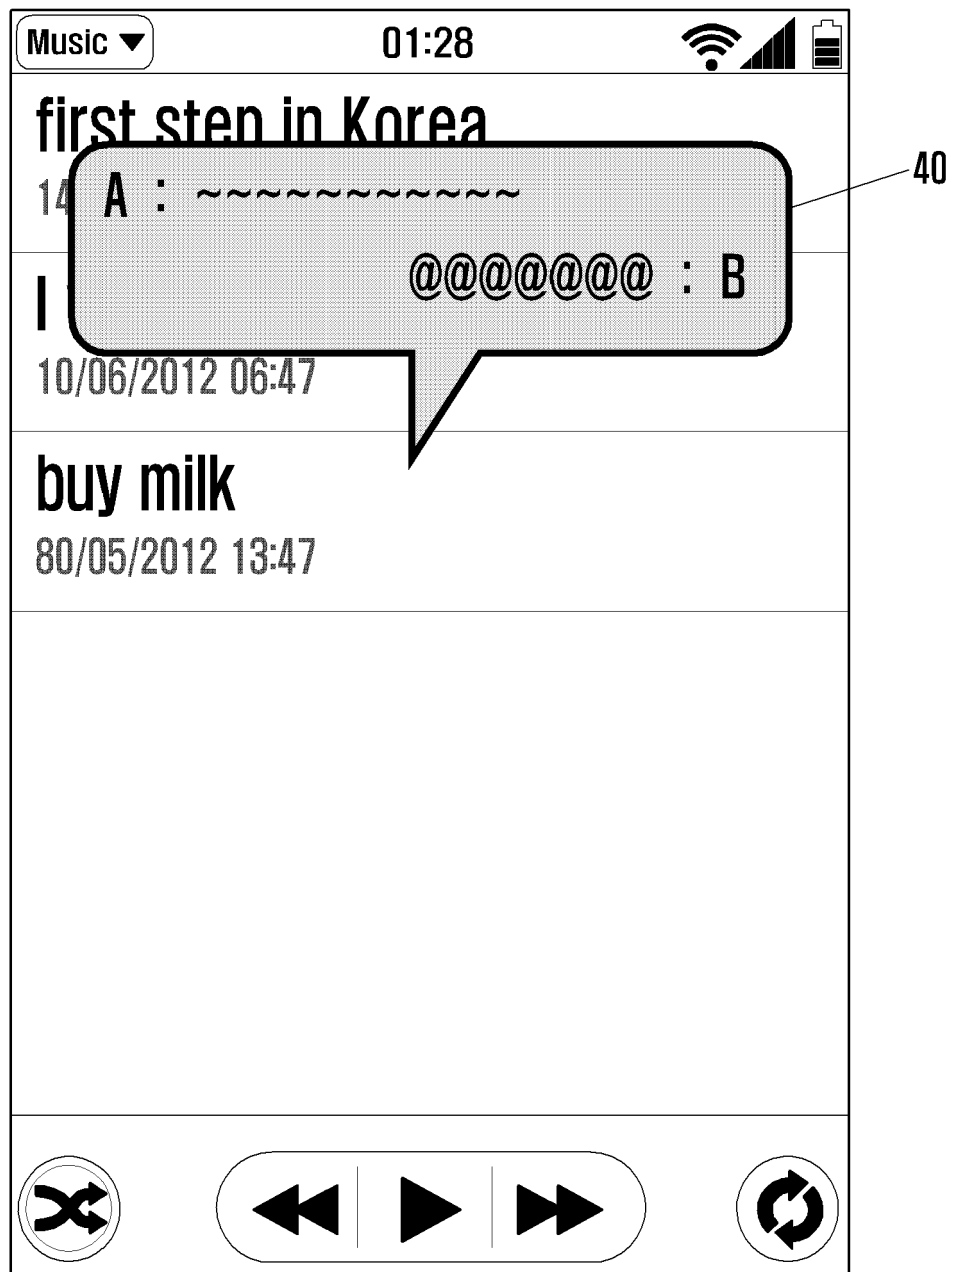 Music ▼ 01:28
first step in Korea
14
A : ~~~~~~~~~~~
40
@@@@@@@ : B
I
10/06/2012 06:47
buy milk
80/05/2012 13:47